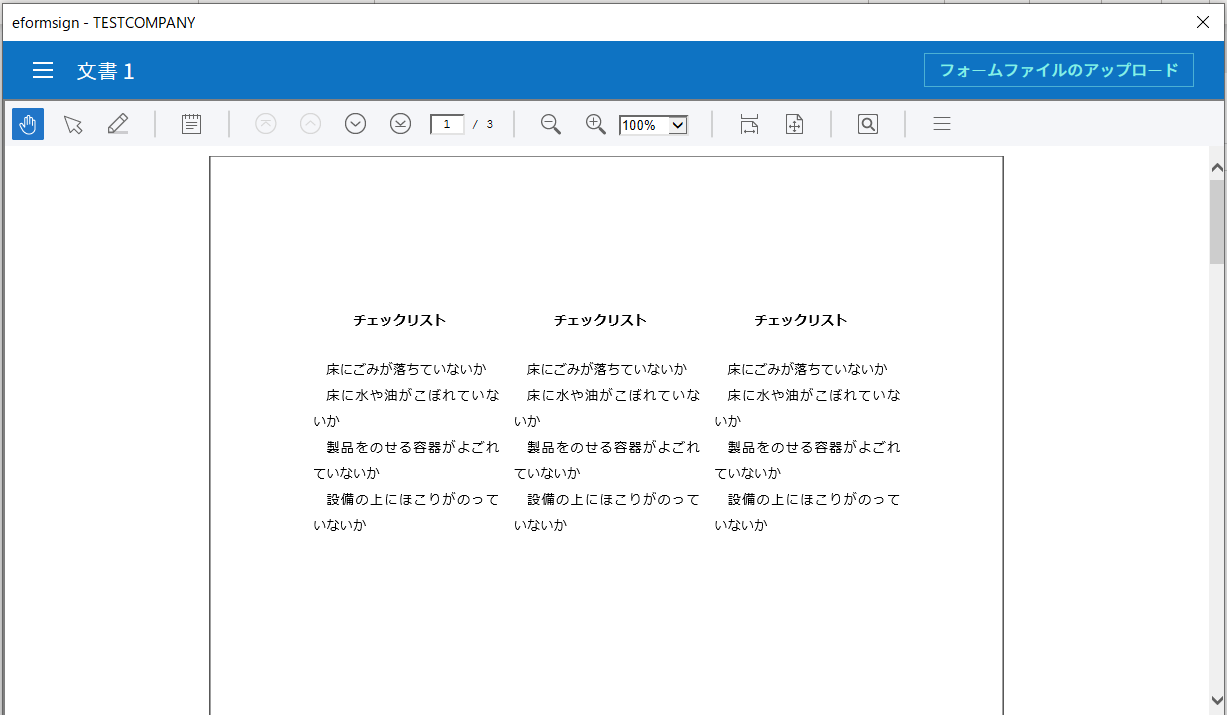 eformsign - TESTCOMPANY
文書 1
フォームファイルのアップロード
1 / 3
100%
チェックリスト
床にごみが落ちていないか
床に水や油がこぼれていな
いか
製品をのせる容器がよごれ
ていないか
設備の上にほこりがのって
いないか
チェックリスト
床にごみが落ちていないか
床に水や油がこぼれていな
いか
製品をのせる容器がよごれ
ていないか
設備の上にほこりがのって
いないか
チェックリスト
床にごみが落ちていないか
床に水や油がこぼれていな
いか
製品をのせる容器がよごれ
ていないか
設備の上にほこりがのって
いないか